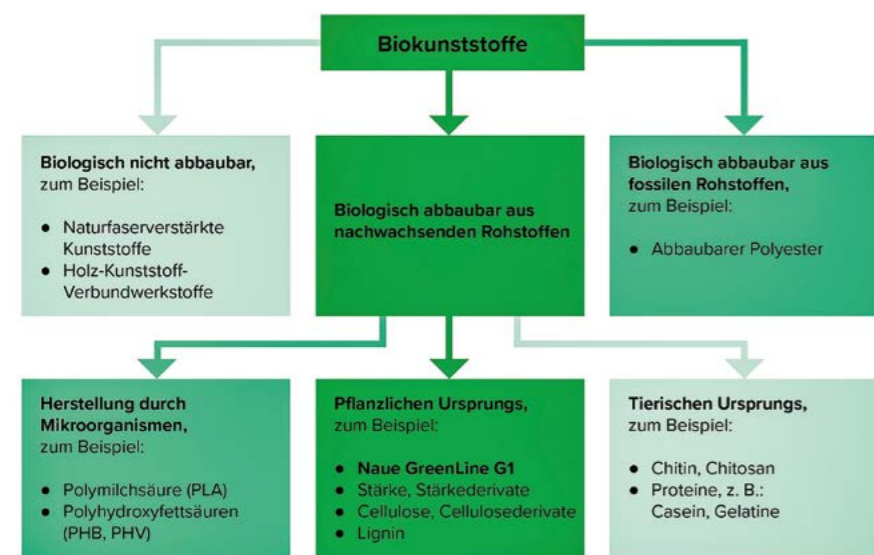 Biokunststoffe
Biologisch nicht abbaubar,
zum Beispiel:
● Naturfaserverstärkte
Kunststoffe
● Holz-Kunststoff-
Verbundwerkstoffe
Biologisch abbaubar aus
nachwachsenden Rohstoffen
Biologisch abbaubar aus
fossilen Rohstoffen,
zum Beispiel:
● Abbaubarer Polyester
Herstellung durch
Mikroorganismen,
zum Beispiel:
● Polymilchsäure (PLA)
● Polyhydroxyfettsäuren
(PHB, PHV)
Pflanzlichen Ursprungs,
zum Beispiel:
● Naue GreenLine G1
● Stärke, Stärkederivate
● Cellulose, Cellulosederivate
● Lignin
Tierischen Ursprungs,
zum Beispiel:
● Chitin, Chitosan
● Proteine, z. B.:
Casein, Gelatine